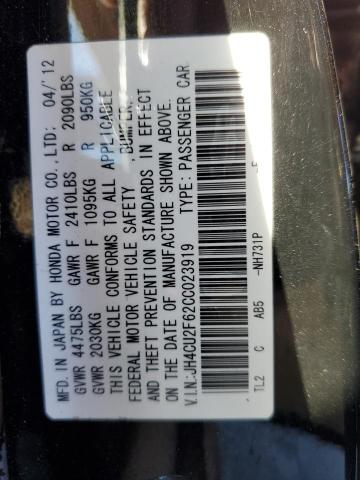 MFD. IN JAPAN BY HONDA MOTOR CO., LTD: 04/'12
GVWR 4475LBS GAWR F 2410LBS R 2090LBS
GVWR 2030KG GAWR F 1095KG R 950KG
THIS VEHICLE CONFORMS TO ALL APPLICABLE
FEDERAL MOTOR VEHICLE SAFETY, BUMPER,
AND THEFT PREVENTION STANDARDS IN EFFECT
ON THE DATE OF MANUFACTURE SHOWN ABOVE.
V.I.N.:JH4CU2F62CC023919 TYPE: PASSENGER CAR
TL2 C AB5 -NH731P